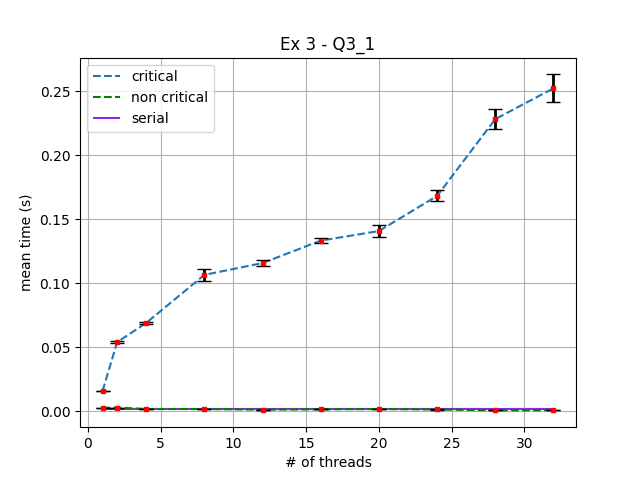 Ex 3 - Q3_1
critical
non critical
serial
0.25
0.20
0.15
0.10
0.05
0.00
mean time (s)
0 5 10 15 20 25 30
# of threads